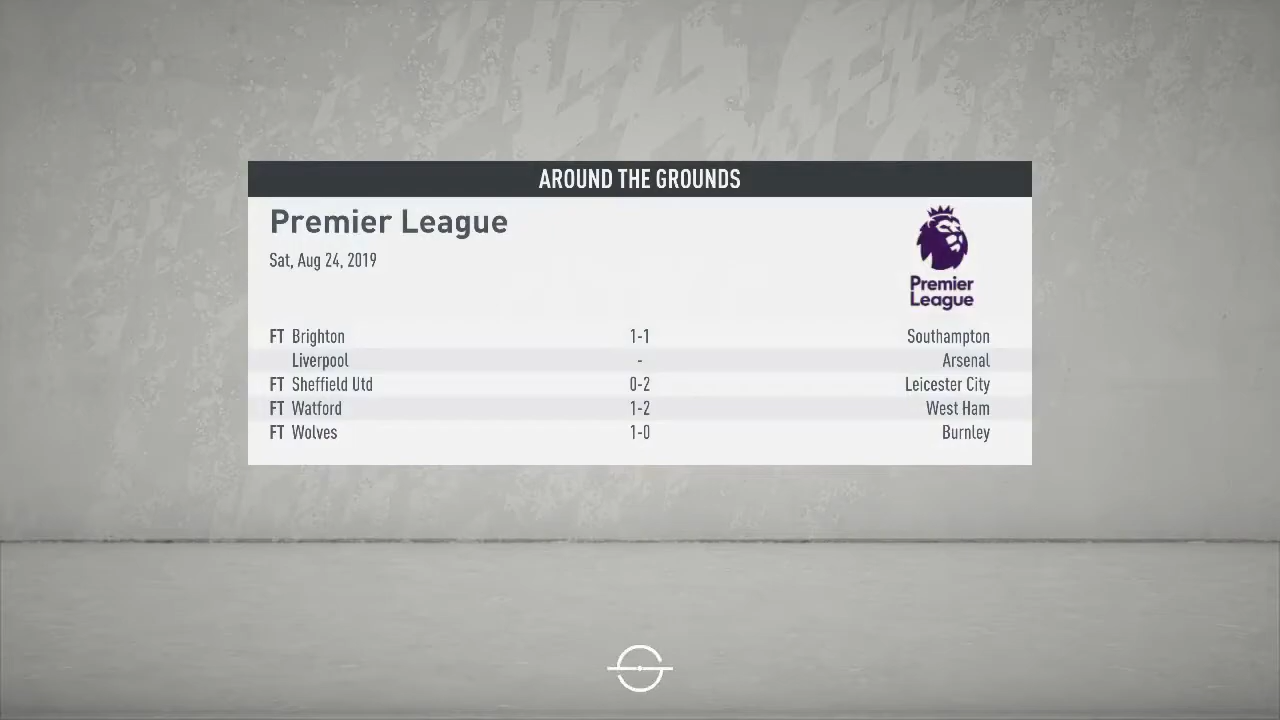 AROUND THE GROUNDS
Premier League
Sat, Aug 24, 2019
Premier
League
FT Brighton 1-1 Southampton
Liverpool - Arsenal
FT Sheffield Utd 0-2 Leicester City
FT Watford 1-2 West Ham
FT Wolves 1-0 Burnley